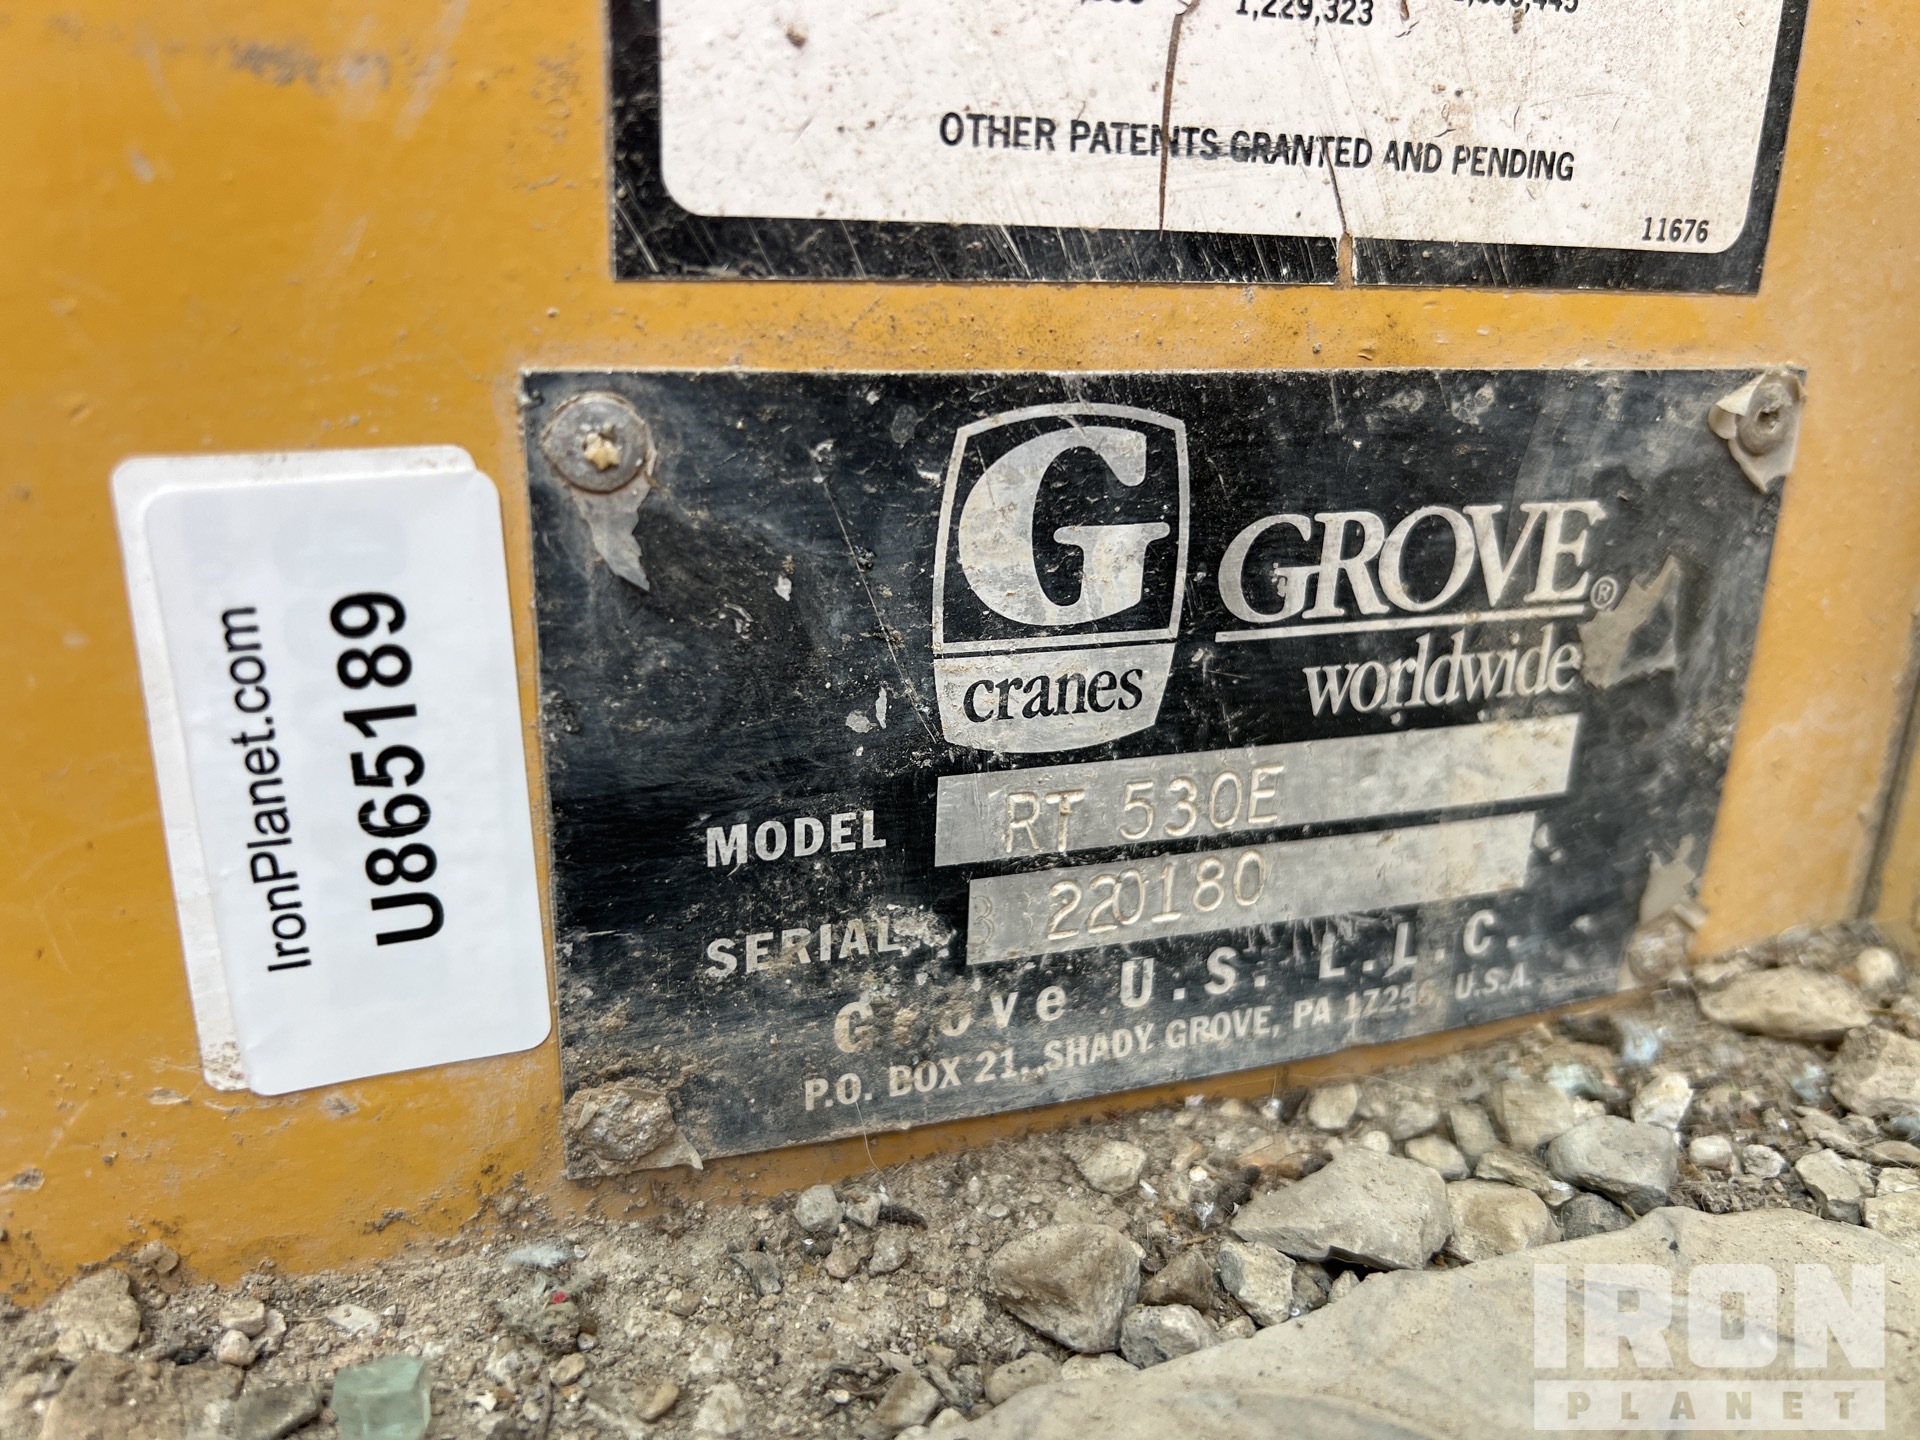 1,229,323
OTHER PATENTS GRANTED AND PENDING
11676
IronPlanet.com
U865189
G
cranes
GROVE®
worldwide
MODEL RT 530E
SERIAL 220180
Grove U.S. L.L.C.
P.O. BOX 21, SHADY GROVE, PA 17256, U.S.A.
IRON
PLANET